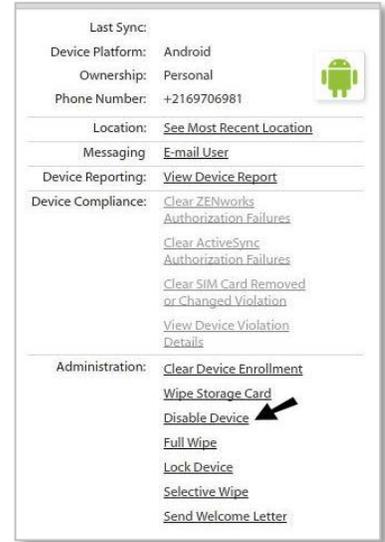 Last Sync:
Device Platform: Android
Ownership: Personal
Phone Number: +2169706981
Location: See Most Recent Location
Messaging E-mail User
Device Reporting: View Device Report
Device Compliance: Clear ZENworks
Authorization Failures
Clear ActiveSync
Authorization Failures
Clear SIM Card Removed
or Changed Violation
View Device Violation
Details
Administration: Clear Device Enrollment
Wipe Storage Card
Disable Device
Full Wipe
Lock Device
Selective Wipe
Send Welcome Letter